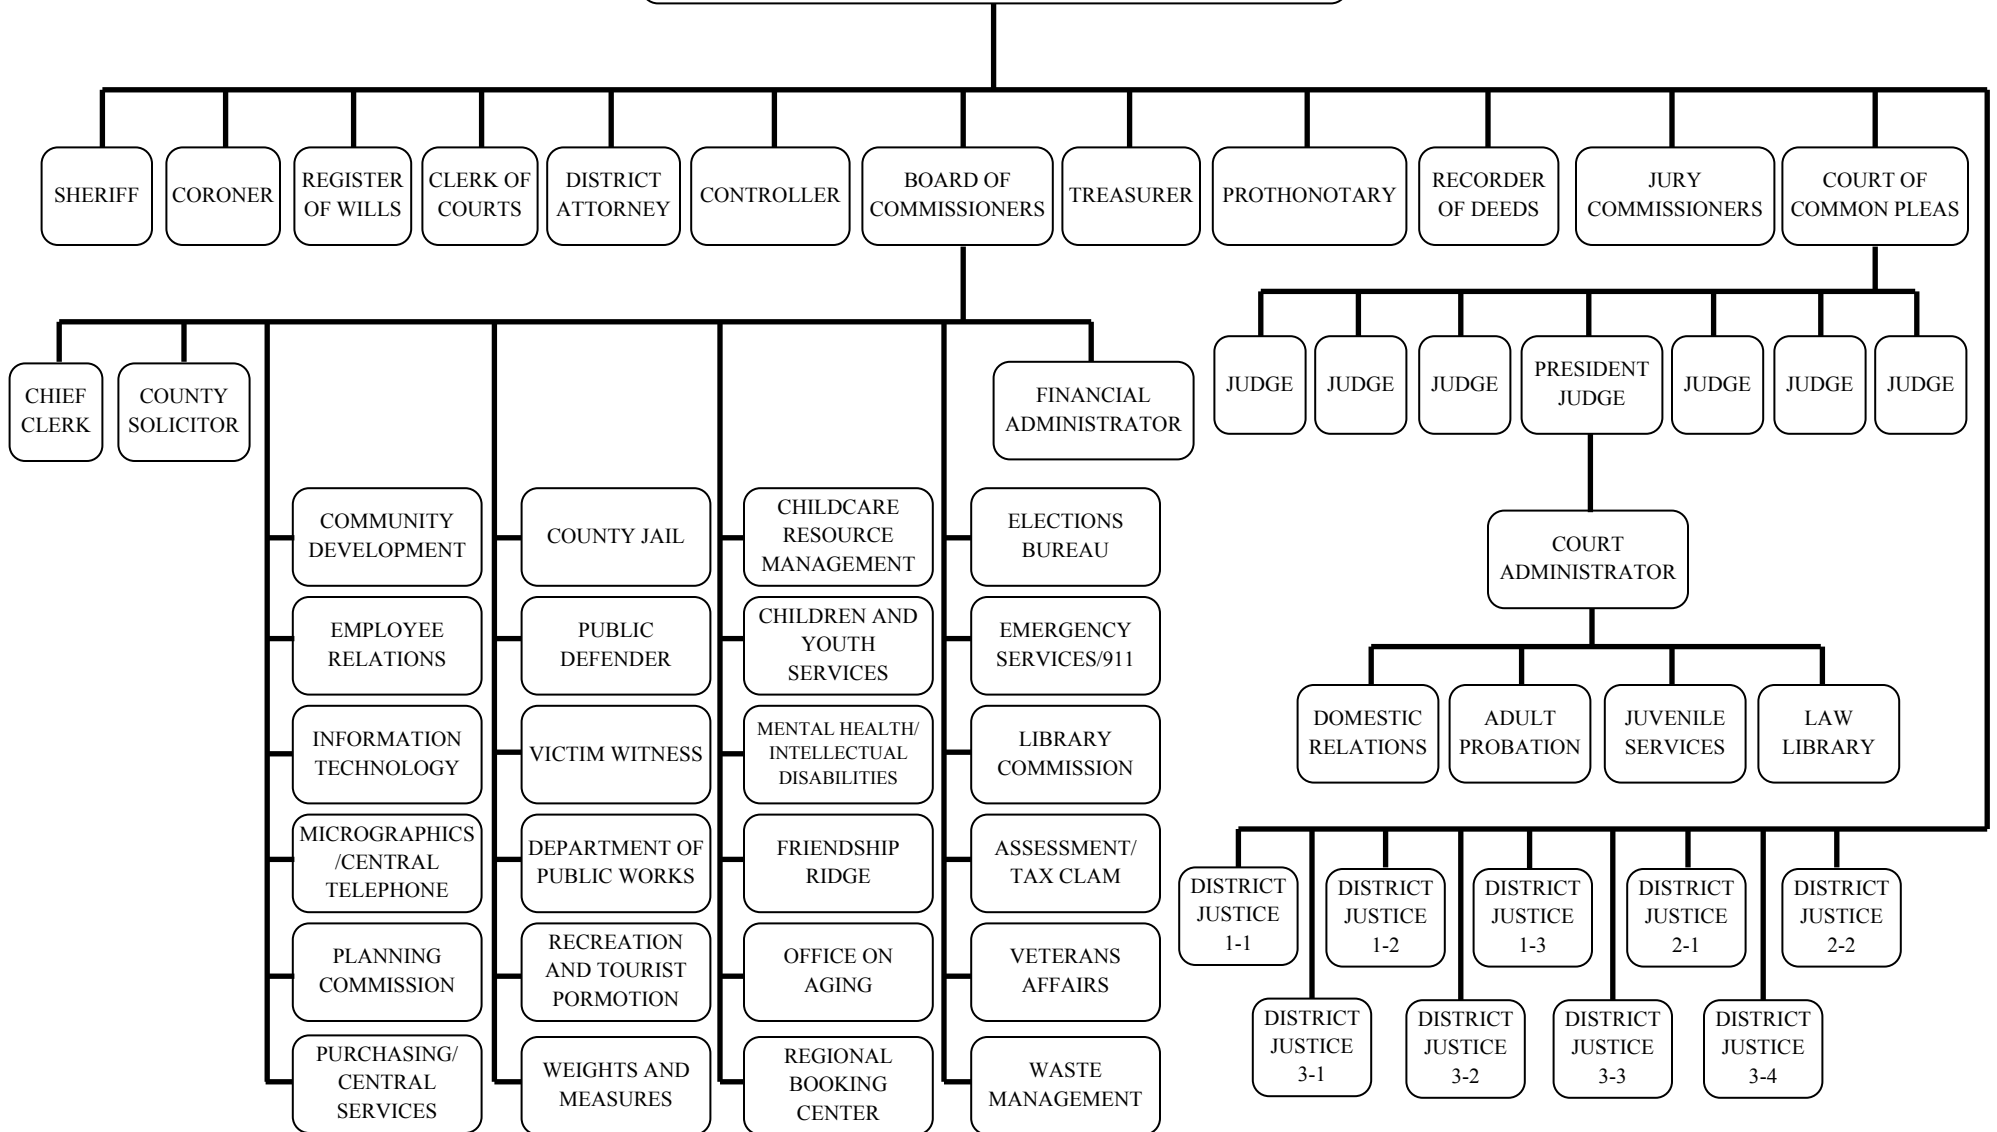 SHERIFF
CORONER
REGISTER
OF WILLS
CLERK OF
COURTS
DISTRICT
ATTORNEY
CONTROLLER
BOARD OF
COMMISSIONERS
TREASURER
PROTHONOTARY
RECORDER
OF DEEDS
JURY
COMMISSIONERS
COURT OF
COMMON PLEAS
CHIEF
CLERK
COUNTY
SOLICITOR
FINANCIAL
ADMINISTRATOR
JUDGE
JUDGE
JUDGE
PRESIDENT
JUDGE
JUDGE
JUDGE
JUDGE
COMMUNITY
DEVELOPMENT
EMPLOYEE
RELATIONS
INFORMATION
TECHNOLOGY
MICROGRAPHICS
/CENTRAL
TELEPHONE
PLANNING
COMMISSION
PURCHASING/
CENTRAL
SERVICES
COUNTY JAIL
PUBLIC
DEFENDER
VICTIM WITNESS
DEPARTMENT OF
PUBLIC WORKS
RECREATION
AND TOURIST
PORMOTION
WEIGHTS AND
MEASURES
CHILDCARE
RESOURCE
MANAGEMENT
CHILDREN AND
YOUTH
SERVICES
MENTAL HEALTH/
INTELLECTUAL
DISABILITIES
FRIENDSHIP
RIDGE
OFFICE ON
AGING
REGIONAL
BOOKING
CENTER
ELECTIONS
BUREAU
EMERGENCY
SERVICES/911
LIBRARY
COMMISSION
ASSESSMENT/
TAX CLAM
VETERANS
AFFAIRS
WASTE
MANAGEMENT
COURT
ADMINISTRATOR
DOMESTIC
RELATIONS
ADULT
PROBATION
JUVENILE
SERVICES
LAW
LIBRARY
DISTRICT
JUSTICE
1-1
DISTRICT
JUSTICE
1-2
DISTRICT
JUSTICE
1-3
DISTRICT
JUSTICE
2-1
DISTRICT
JUSTICE
2-2
DISTRICT
JUSTICE
3-1
DISTRICT
JUSTICE
3-2
DISTRICT
JUSTICE
3-3
DISTRICT
JUSTICE
3-4